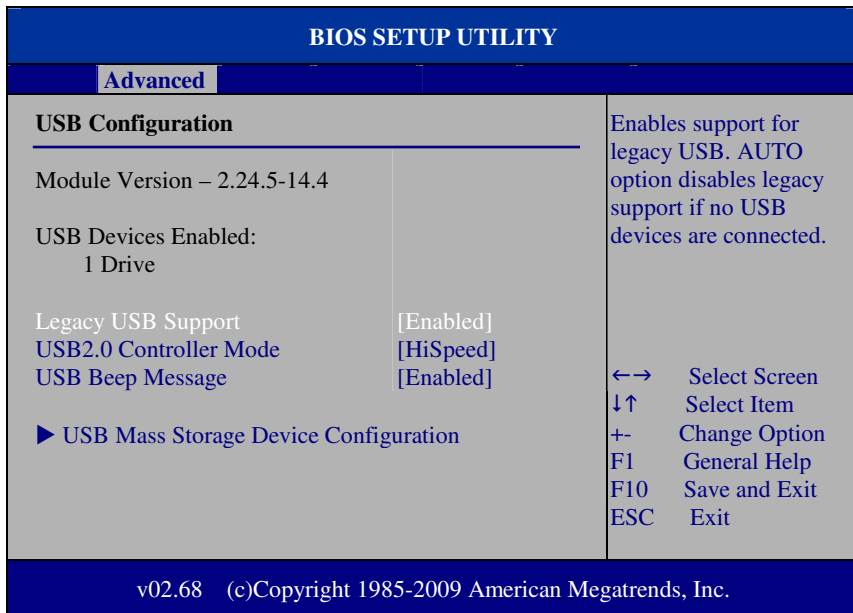 BIOS SETUP UTILITY
Advanced
USB Configuration
Module Version – 2.24.5-14.4
USB Devices Enabled:
1 Drive
Legacy USB Support [Enabled]
USB2.0 Controller Mode [HiSpeed]
USB Beep Message [Enabled]
▶ USB Mass Storage Device Configuration
Enables support for
legacy USB. AUTO
option disables legacy
support if no USB
devices are connected.
←→ Select Screen
↓↑ Select Item
+- Change Option
F1 General Help
F10 Save and Exit
ESC Exit
v02.68 (c)Copyright 1985-2009 American Megatrends, Inc.